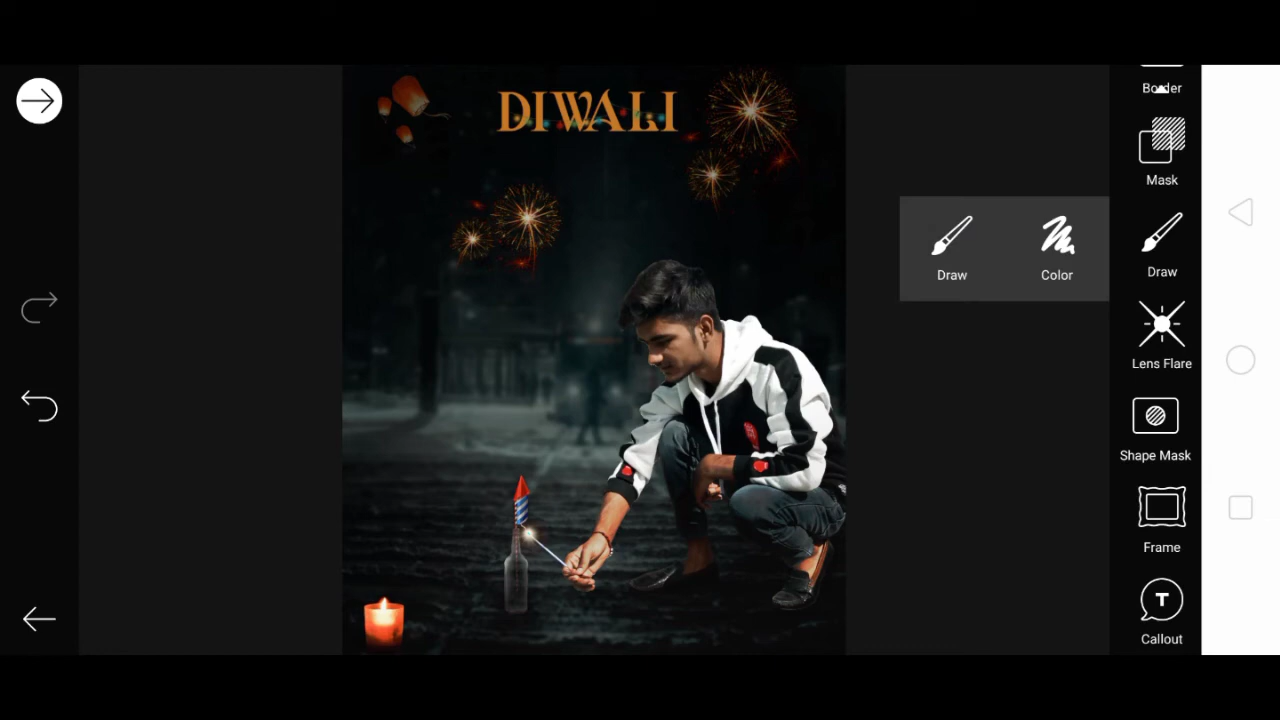 DIWALI
Border
Mask
Draw
Color
Draw
Lens Flare
Shape Mask
Frame
T
Callout